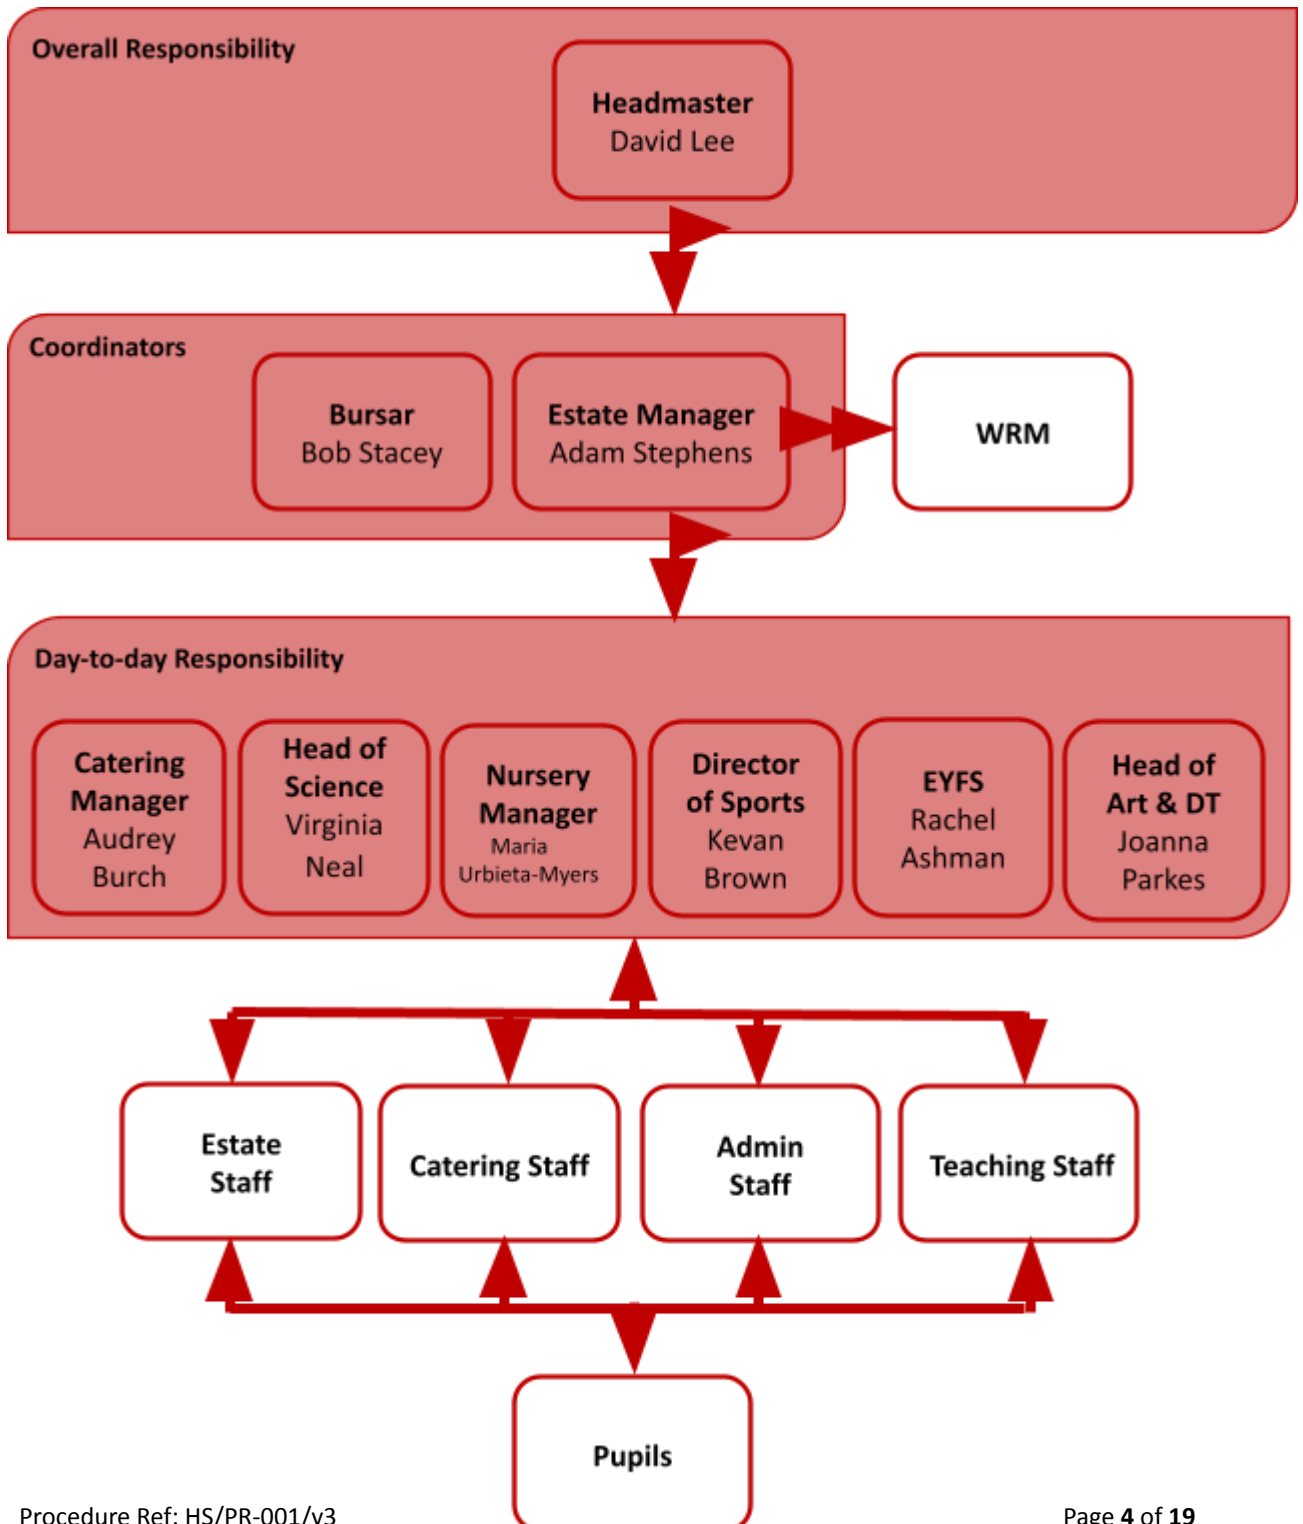 Overall Responsibility
Headmaster
David Lee
Coordinators
Bursar
Bob Stacey
Estate Manager
Adam Stephens
WRM
Day-to-day Responsibility
Catering
Manager
Audrey
Burch
Head of
Science
Virginia
Neal
Nursery
Manager
Maria
Urbieta-Myers
Director
of Sports
Kevan
Brown
EYFS
Rachel
Ashman
Head of
Art & DT
Joanna
Parkes
Estate
Staff
Catering Staff
Admin
Staff
Teaching Staff
Pupils
Procedure Ref: HS/PR-001/v3
Page 4 of 19